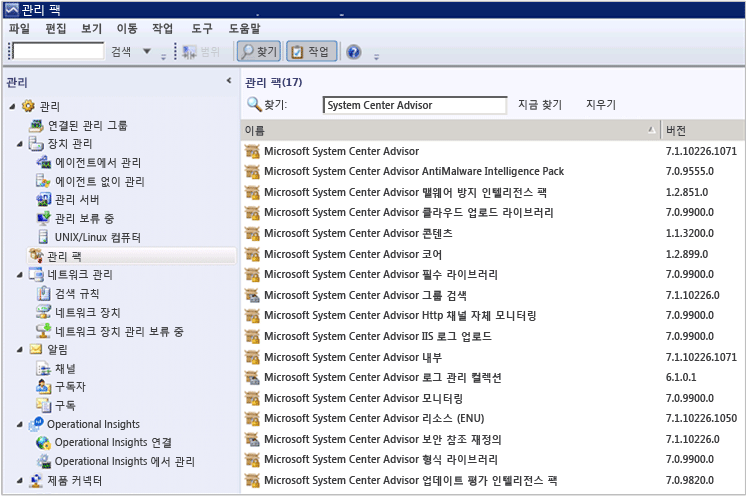 관리 팩
파일 편집 보기 이동 작업 도구 도움말
검색 범위 찾기 작업
관리
관리
연결된 관리 그룹
장치 관리
에이전트에서 관리
에이전트 없이 관리
관리 서버
관리 보류 중
UNIX/Linux 컴퓨터
관리 팩
네트워크 관리
검색 규칙
네트워크 장치
네트워크 장치 관리 보류 중
알림
채널
구독자
구독
Operational Insights
Operational Insights 연결
Operational Insights 에서 관리
제품 커넥터
관리 팩(17)
찾기: System Center Advisor 지금 찾기 지우기
이름 버전
Microsoft System Center Advisor 7.1.10226.1071
Microsoft System Center Advisor AntiMalware Intelligence Pack 7.0.9555.0
Microsoft System Center Advisor 맬웨어 방지 인텔리전스 팩 1.2.851.0
Microsoft System Center Advisor 클라우드 업로드 라이브러리 7.0.9900.0
Microsoft System Center Advisor 콘텐츠 1.1.3200.0
Microsoft System Center Advisor 코어 1.2.899.0
Microsoft System Center Advisor 필수 라이브러리 7.0.9900.0
Microsoft System Center Advisor 그룹 검색 7.1.10226.0
Microsoft System Center Advisor Http 채널 자체 모니터링 7.0.9900.0
Microsoft System Center Advisor IIS 로그 업로드 7.0.9900.0
Microsoft System Center Advisor 내부 7.1.10226.1071
Microsoft System Center Advisor 로그 관리 컬렉션 6.1.0.1
Microsoft System Center Advisor 모니터링 7.0.9900.0
Microsoft System Center Advisor 리소스 (ENU) 7.1.10226.1050
Microsoft System Center Advisor 보안 참조 재정의 7.1.10226.0
Microsoft System Center Advisor 형식 라이브러리 7.0.9900.0
Microsoft System Center Advisor 업데이트 평가 인텔리전스 팩 7.0.9820.0